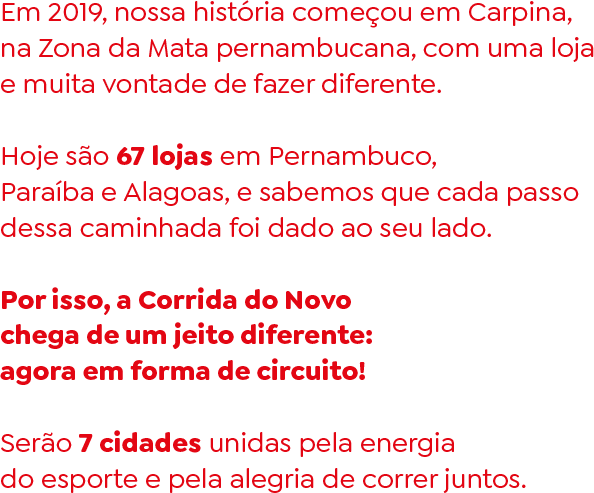 Em 2019, nossa história começou em Carpina,
na Zona da Mata pernambucana, com uma loja
e muita vontade de fazer diferente.
Hoje são 67 lojas em Pernambuco,
Paraíba e Alagoas, e sabemos que cada passo
dessa caminhada foi dado ao seu lado.
Por isso, a Corrida do Novo
chega de um jeito diferente:
agora em forma de circuito!
Serão 7 cidades unidas pela energia
do esporte e pela alegria de correr juntos.